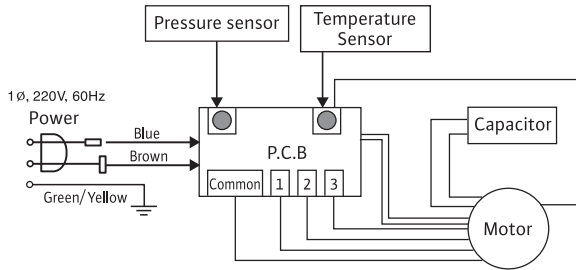 Pressure sensor
Temperature
Sensor
1ø, 220V, 60Hz
Power
Blue
Brown
Green/Yellow
P.C.B
Common
1
2
3
Capacitor
Motor